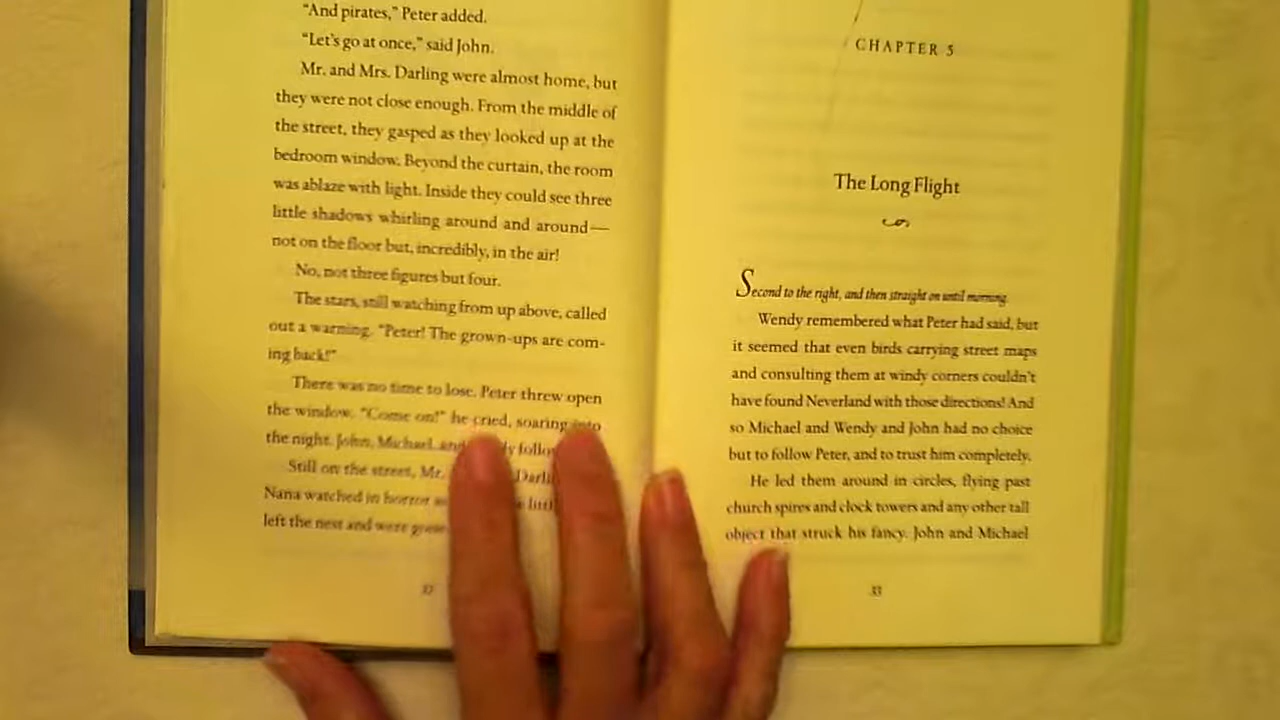 "And pirates," Peter added.
"Let's go at once," said John.
Mr. and Mrs. Darling were almost home, but
they were not close enough. From the middle of
the street, they gasped as they looked up at the
bedroom window. Beyond the curtain, the room
was ablaze with light. Inside they could see three
little shadows whirling around and around—
not on the floor but, incredibly, in the air!
No, not three figures but four.
The stars, still watching from up above, called
out a warning. "Peter! The grown-ups are com-
ing back!"
There was no time to lose. Peter threw open
the window. "Come on!" he cried, soaring into
the night. John, Michael, and
Still on the street, Mr.
Nana watched in horror
left the nest and were
CHAPTER 5
The Long Flight
Second to the right, and then straight on until morning.
Wendy remembered what Peter had said, but
it seemed that even birds carrying street maps
and consulting them at windy corners couldn't
have found Neverland with those directions! And
so Michael and Wendy and John had no choice
but to follow Peter, and to trust him completely.
He led them around in circles, flying past
church spires and clock towers and any other tall
object that struck his fancy. John and Michael
33